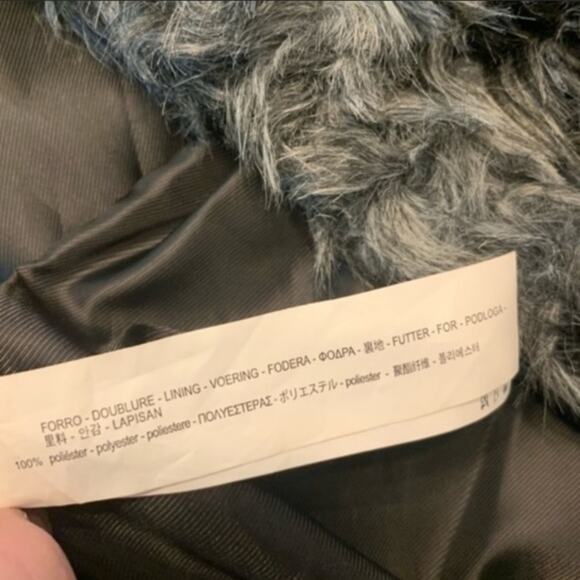 FORRO - DOUBLURE - LINING - VOERING - FODERA - ΦΟΔΡΑ - 裏地 - FUTTER - FOR - PODLOGA -
里料 - 안감 - LAPISAN
100% poliéster - polyester - poliestere - ΠΟΛΥΕΣΤΕΡΑΣ - ポリエステル - poliester - 聚酯纤维 - 폴리에스터